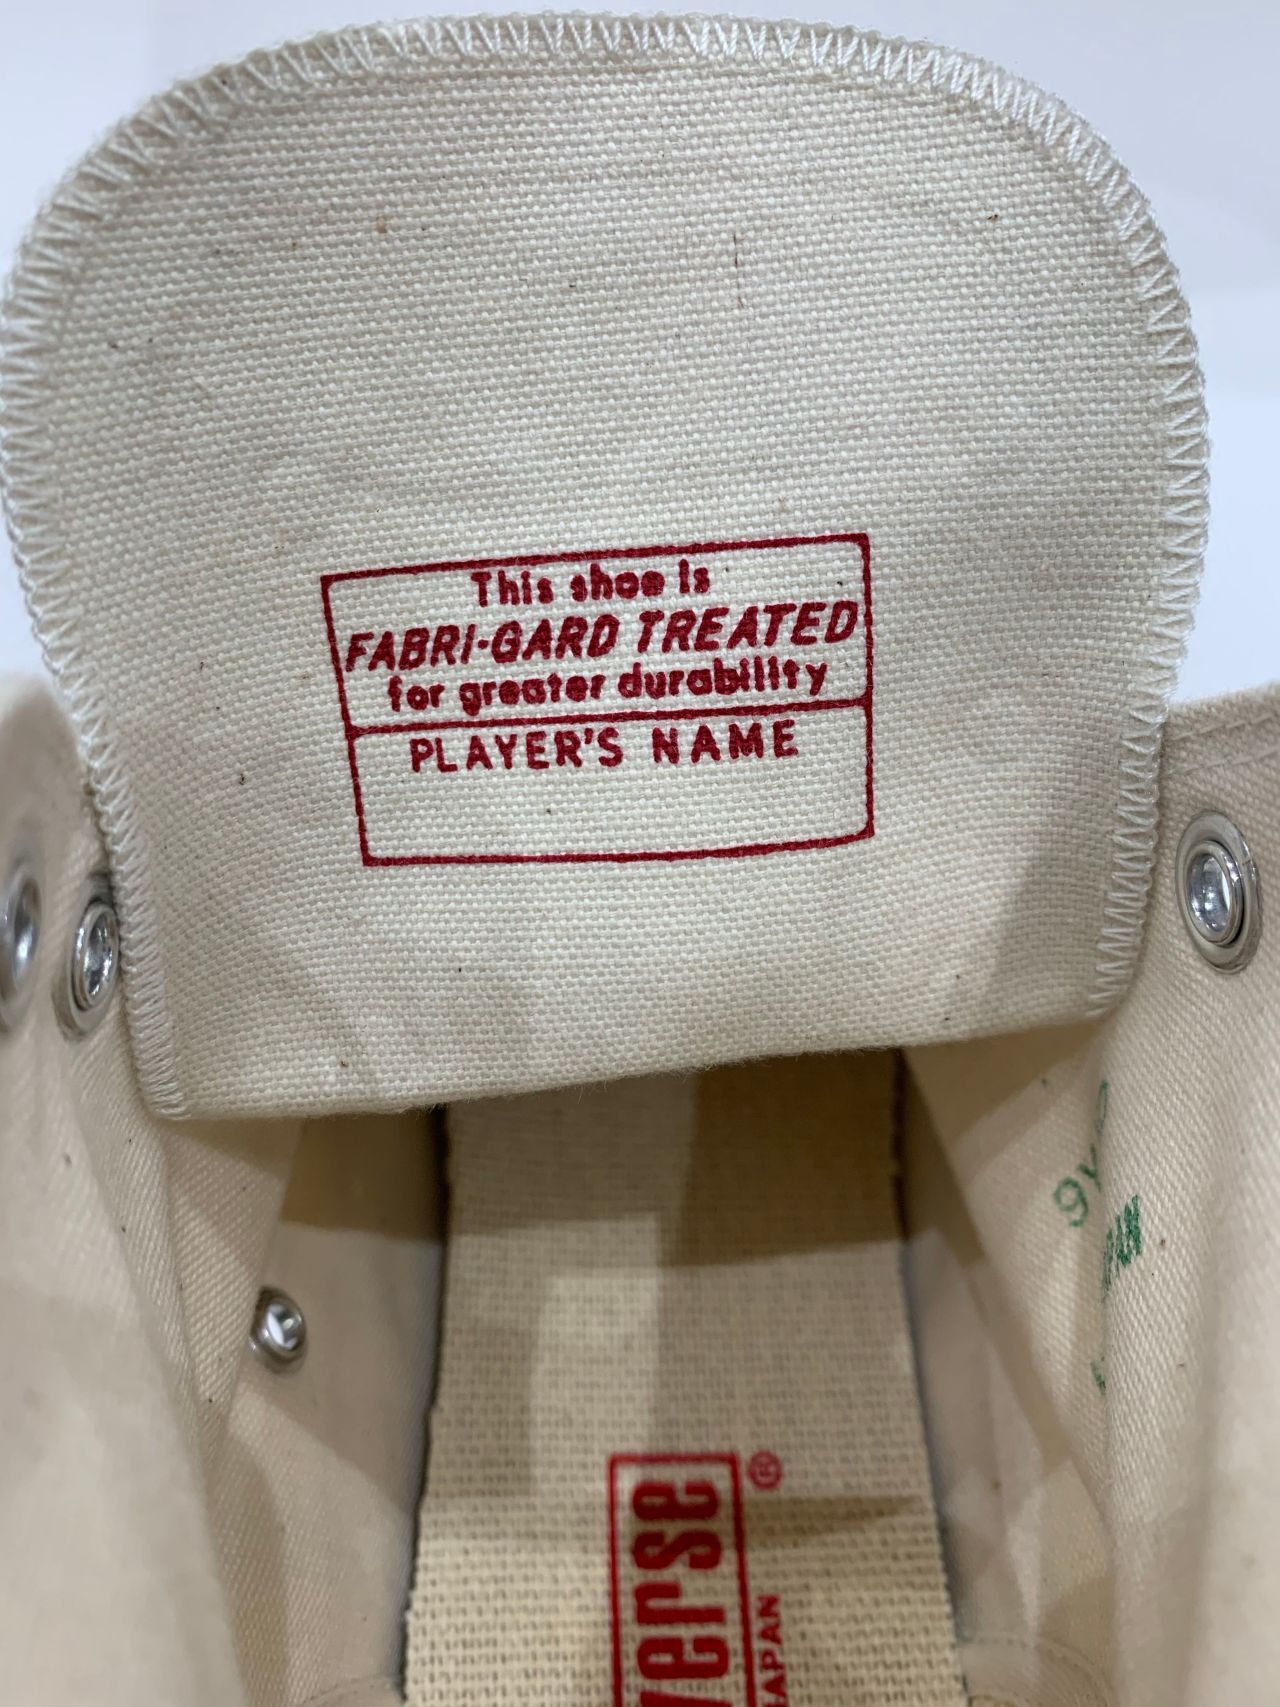 This shoe is
FABRI-GARD TREATED
for greater durability
PLAYER'S NAME
verse ®
JAPAN